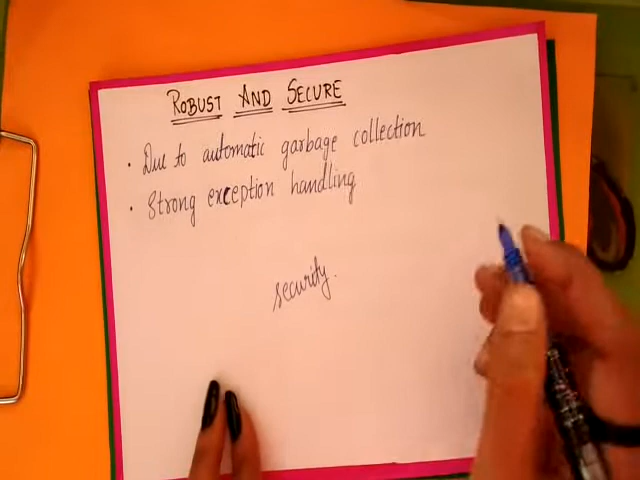 ROBUST AND SECURE
• Due to automatic garbage collection
• Strong exception handling
security.